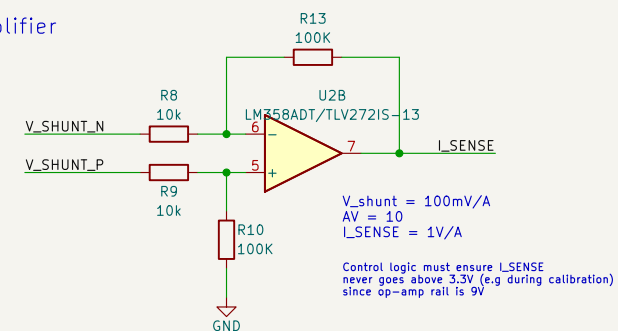 plifier
R13
100K
U2B
LM358ADT/TLV272IS-13
R8
10k
V_SHUNT_N
6
-
7
I_SENSE
V_SHUNT_P
5
+
R9
10k
R10
100K
GND
V_shunt = 100mV/A
AV = 10
I_SENSE = 1V/A
Control logic must ensure I_SENSE
never goes above 3.3V (e.g during calibration)
since op-amp rail is 9V